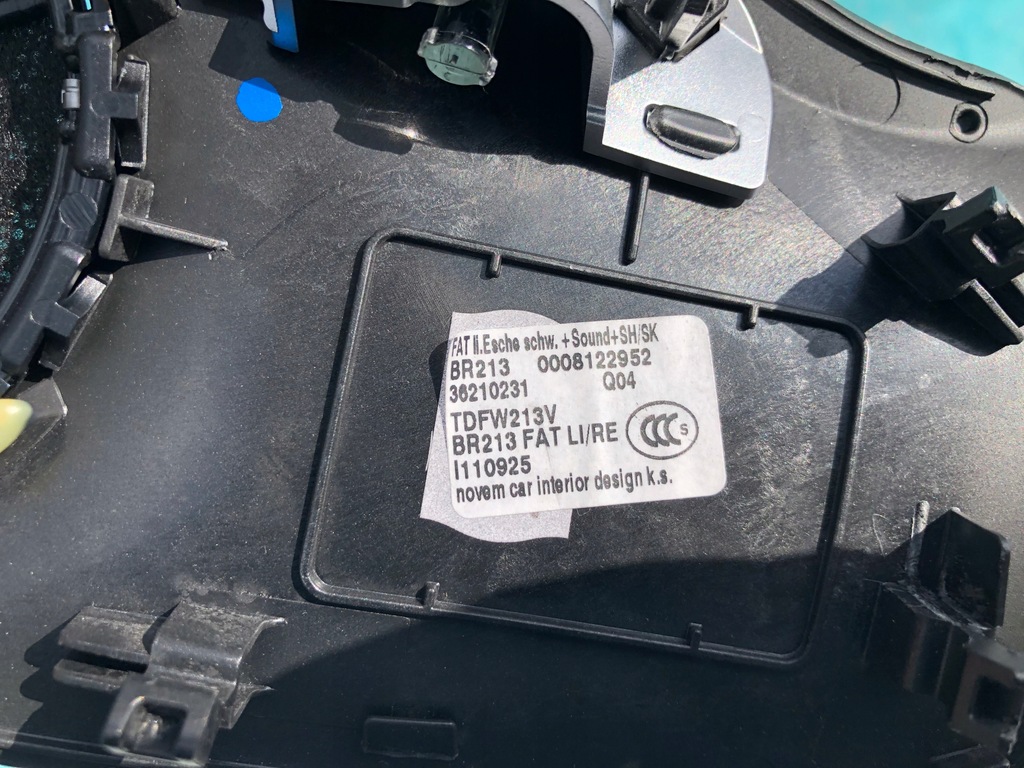 FAT li.Esche schw. +Sound+SH/SK
BR213 0008122952
36210231 Q04
TDFW213V
BR213 FAT LI/RE CCC S
I110925
novem car interior design k.s.